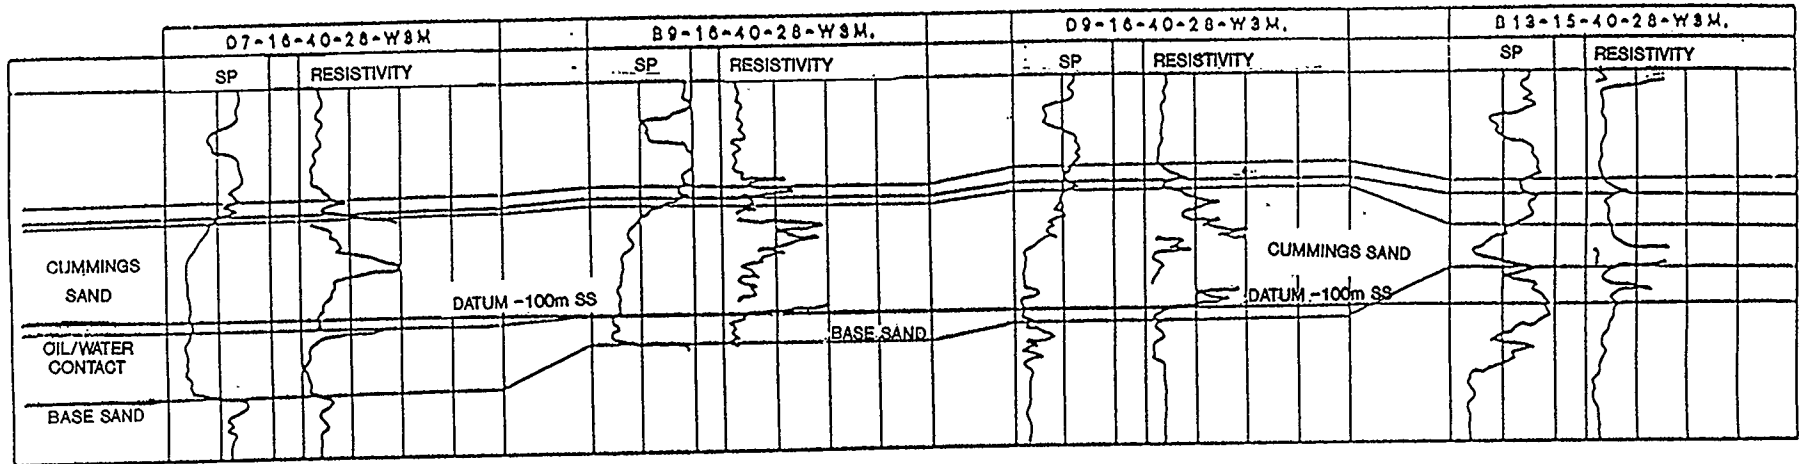 D7-16-40-28-W3M
B9-16-40-28-W3M.
D9-16-40-28-W3M.
B13-15-40-28-W3M.
SP
RESISTIVITY
SP
RESISTIVITY
SP
RESISTIVITY
SP
RESISTIVITY
CUMMINGS
SAND
CUMMINGS SAND
DATUM -100m SS
DATUM -100m SS
OIL/WATER
CONTACT
BASE SAND
BASE SAND